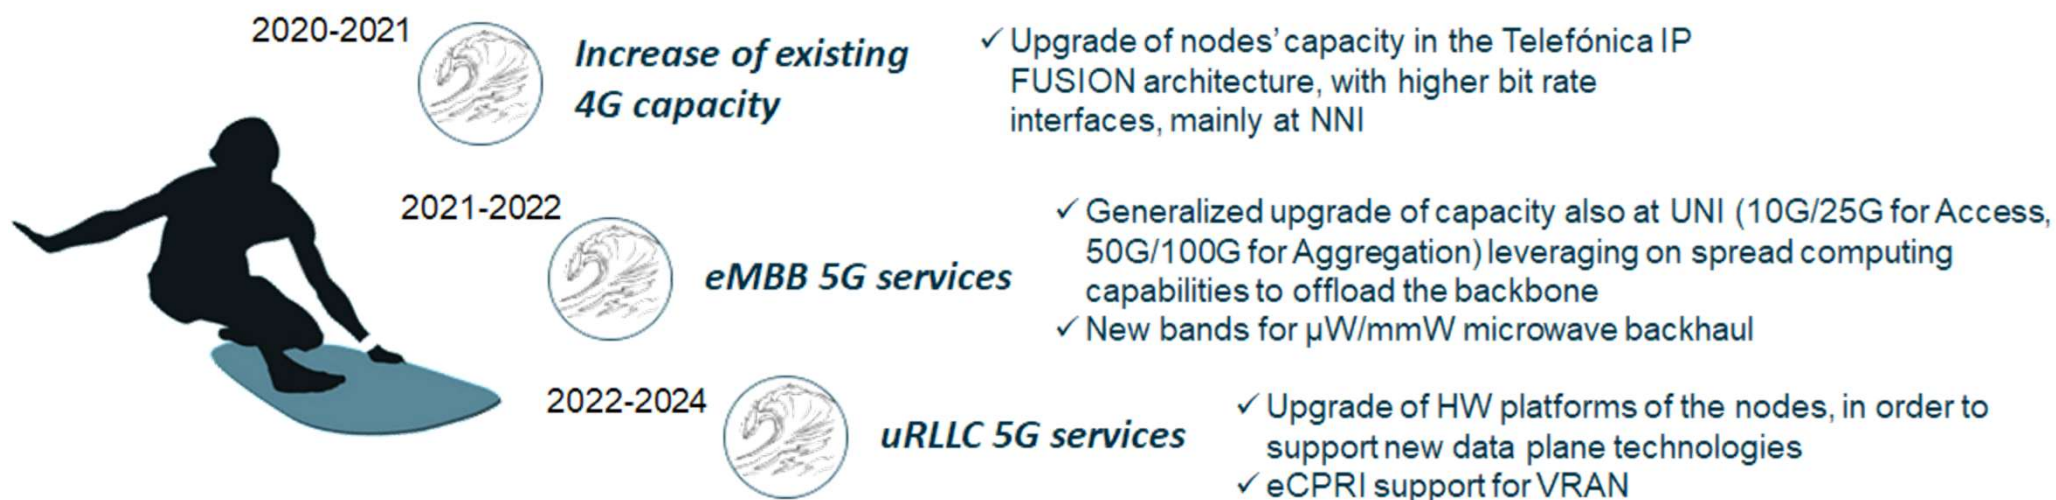 2020-2021
Increase of existing
4G capacity
✓ Upgrade of nodes' capacity in the Telefónica IP
FUSION architecture, with higher bit rate
interfaces, mainly at NNI
2021-2022
eMBB 5G services
✓ Generalized upgrade of capacity also at UNI (10G/25G for Access,
50G/100G for Aggregation) leveraging on spread computing
capabilities to offload the backbone
✓ New bands for µW/mmW microwave backhaul
2022-2024
uRLLC 5G services
✓ Upgrade of HW platforms of the nodes, in order to
support new data plane technologies
✓ eCPRI support for VRAN